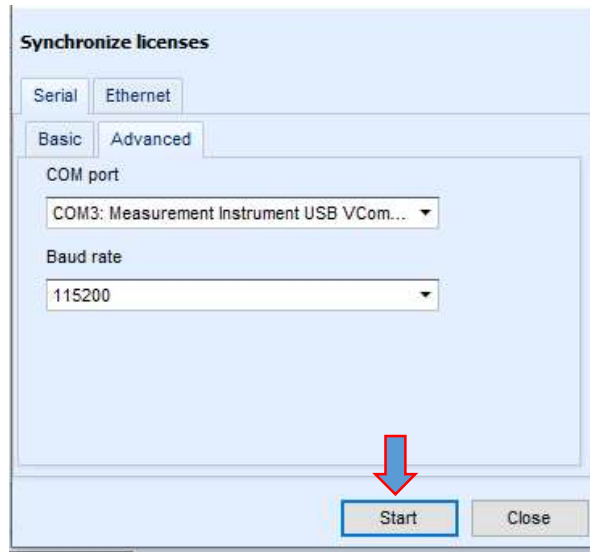 Synchronize licenses
Serial Ethernet
Basic Advanced
COM port
COM3: Measurement Instrument USB VCom...
Baud rate
115200
Start Close